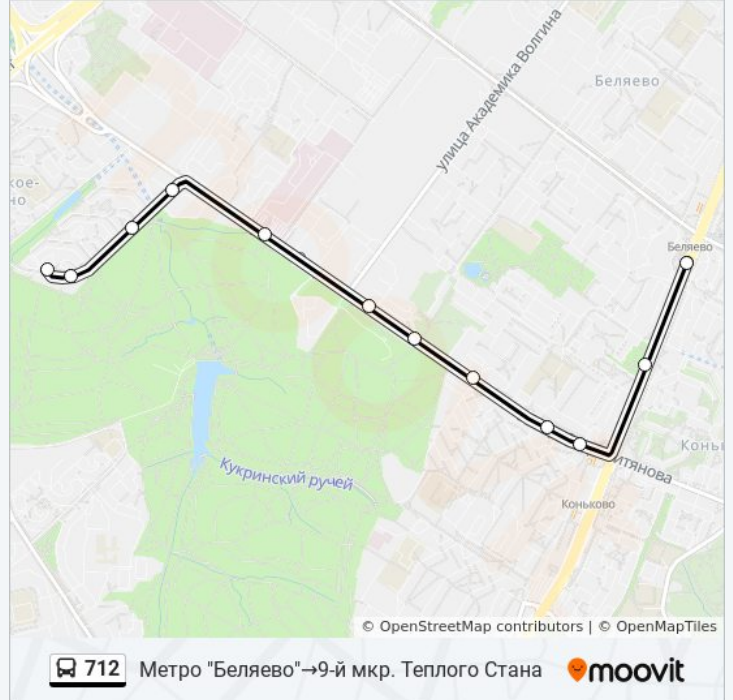 улица Академика Волгина
Беляево
кое-
но
Беляево
Кукринский ручей
итянова
Конь
Коньково
© OpenStreetMap contributors | © OpenMapTiles
712 Метро "Беляево"→9-й мкр. Теплого Стана moovit